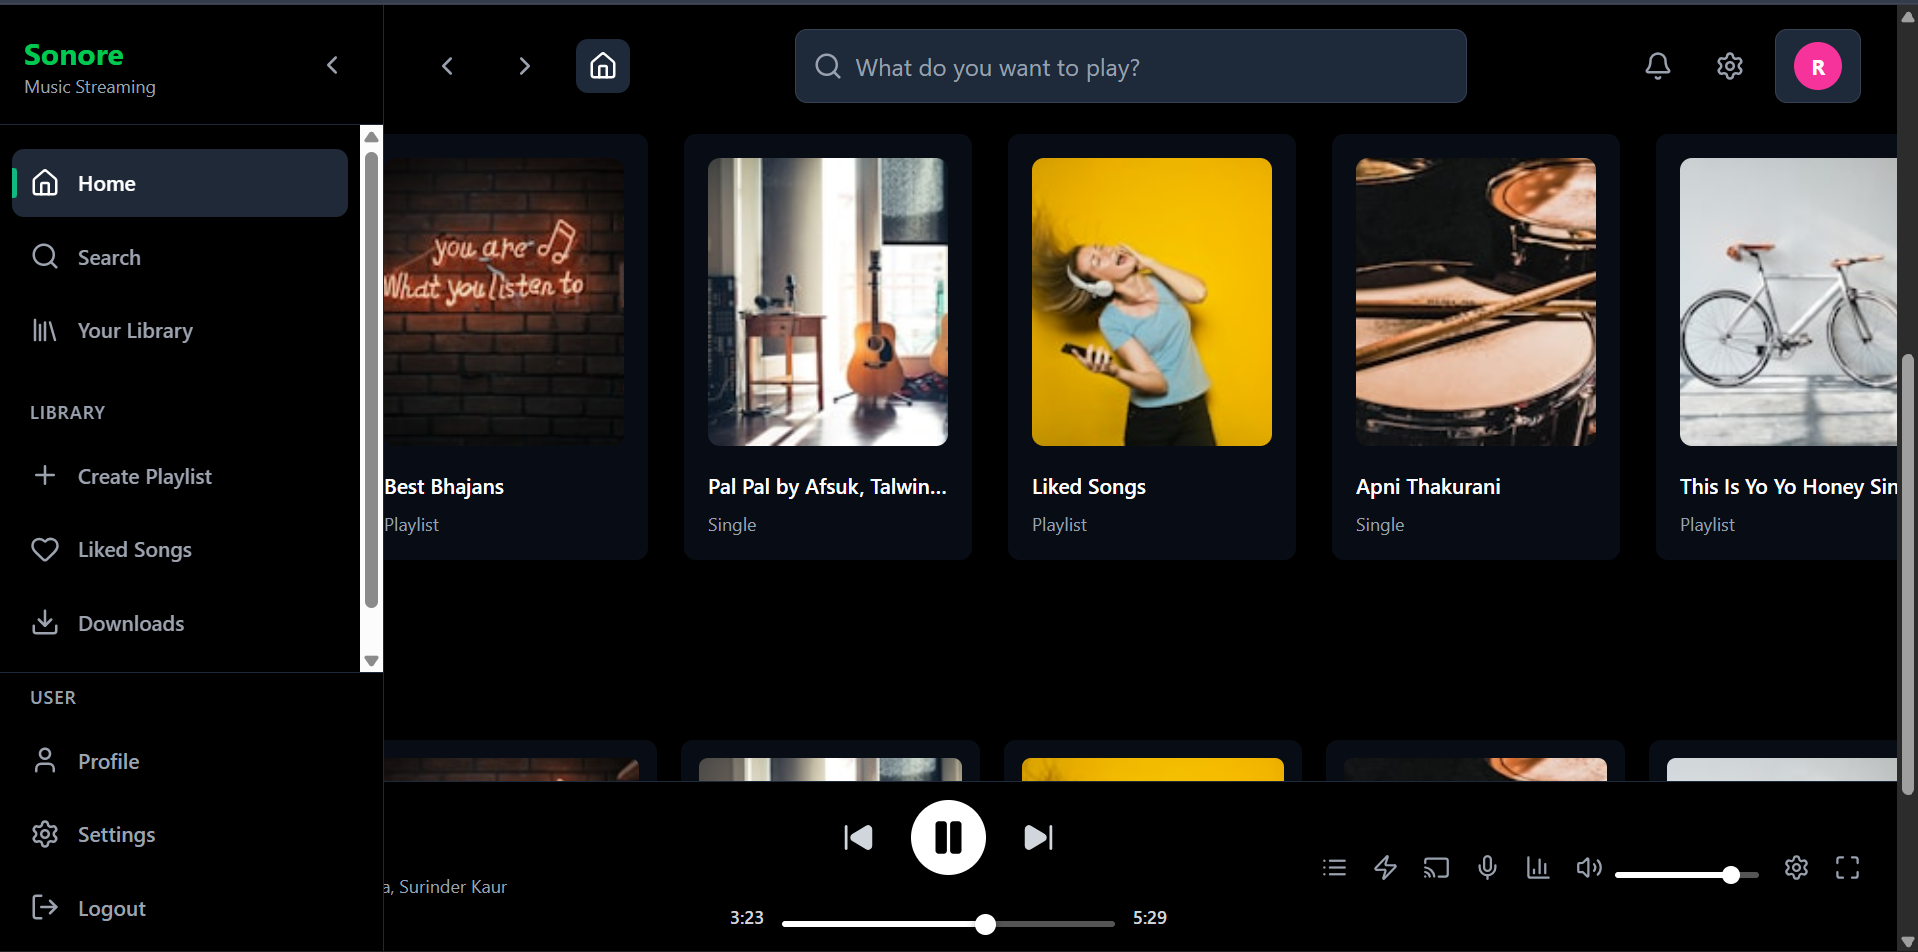 Sonore
Music Streaming
What do you want to play?
R
Home
Search
Your Library
LIBRARY
Create Playlist
Liked Songs
Downloads
USER
Profile
Settings
Logout
you are
What you listen to
Best Bhajans
Playlist
Pal Pal by Afsuk, Talwin...
Single
Liked Songs
Playlist
Apni Thakurani
Single
This Is Yo Yo Honey Sin
Playlist
a, Surinder Kaur
3:23
5:29